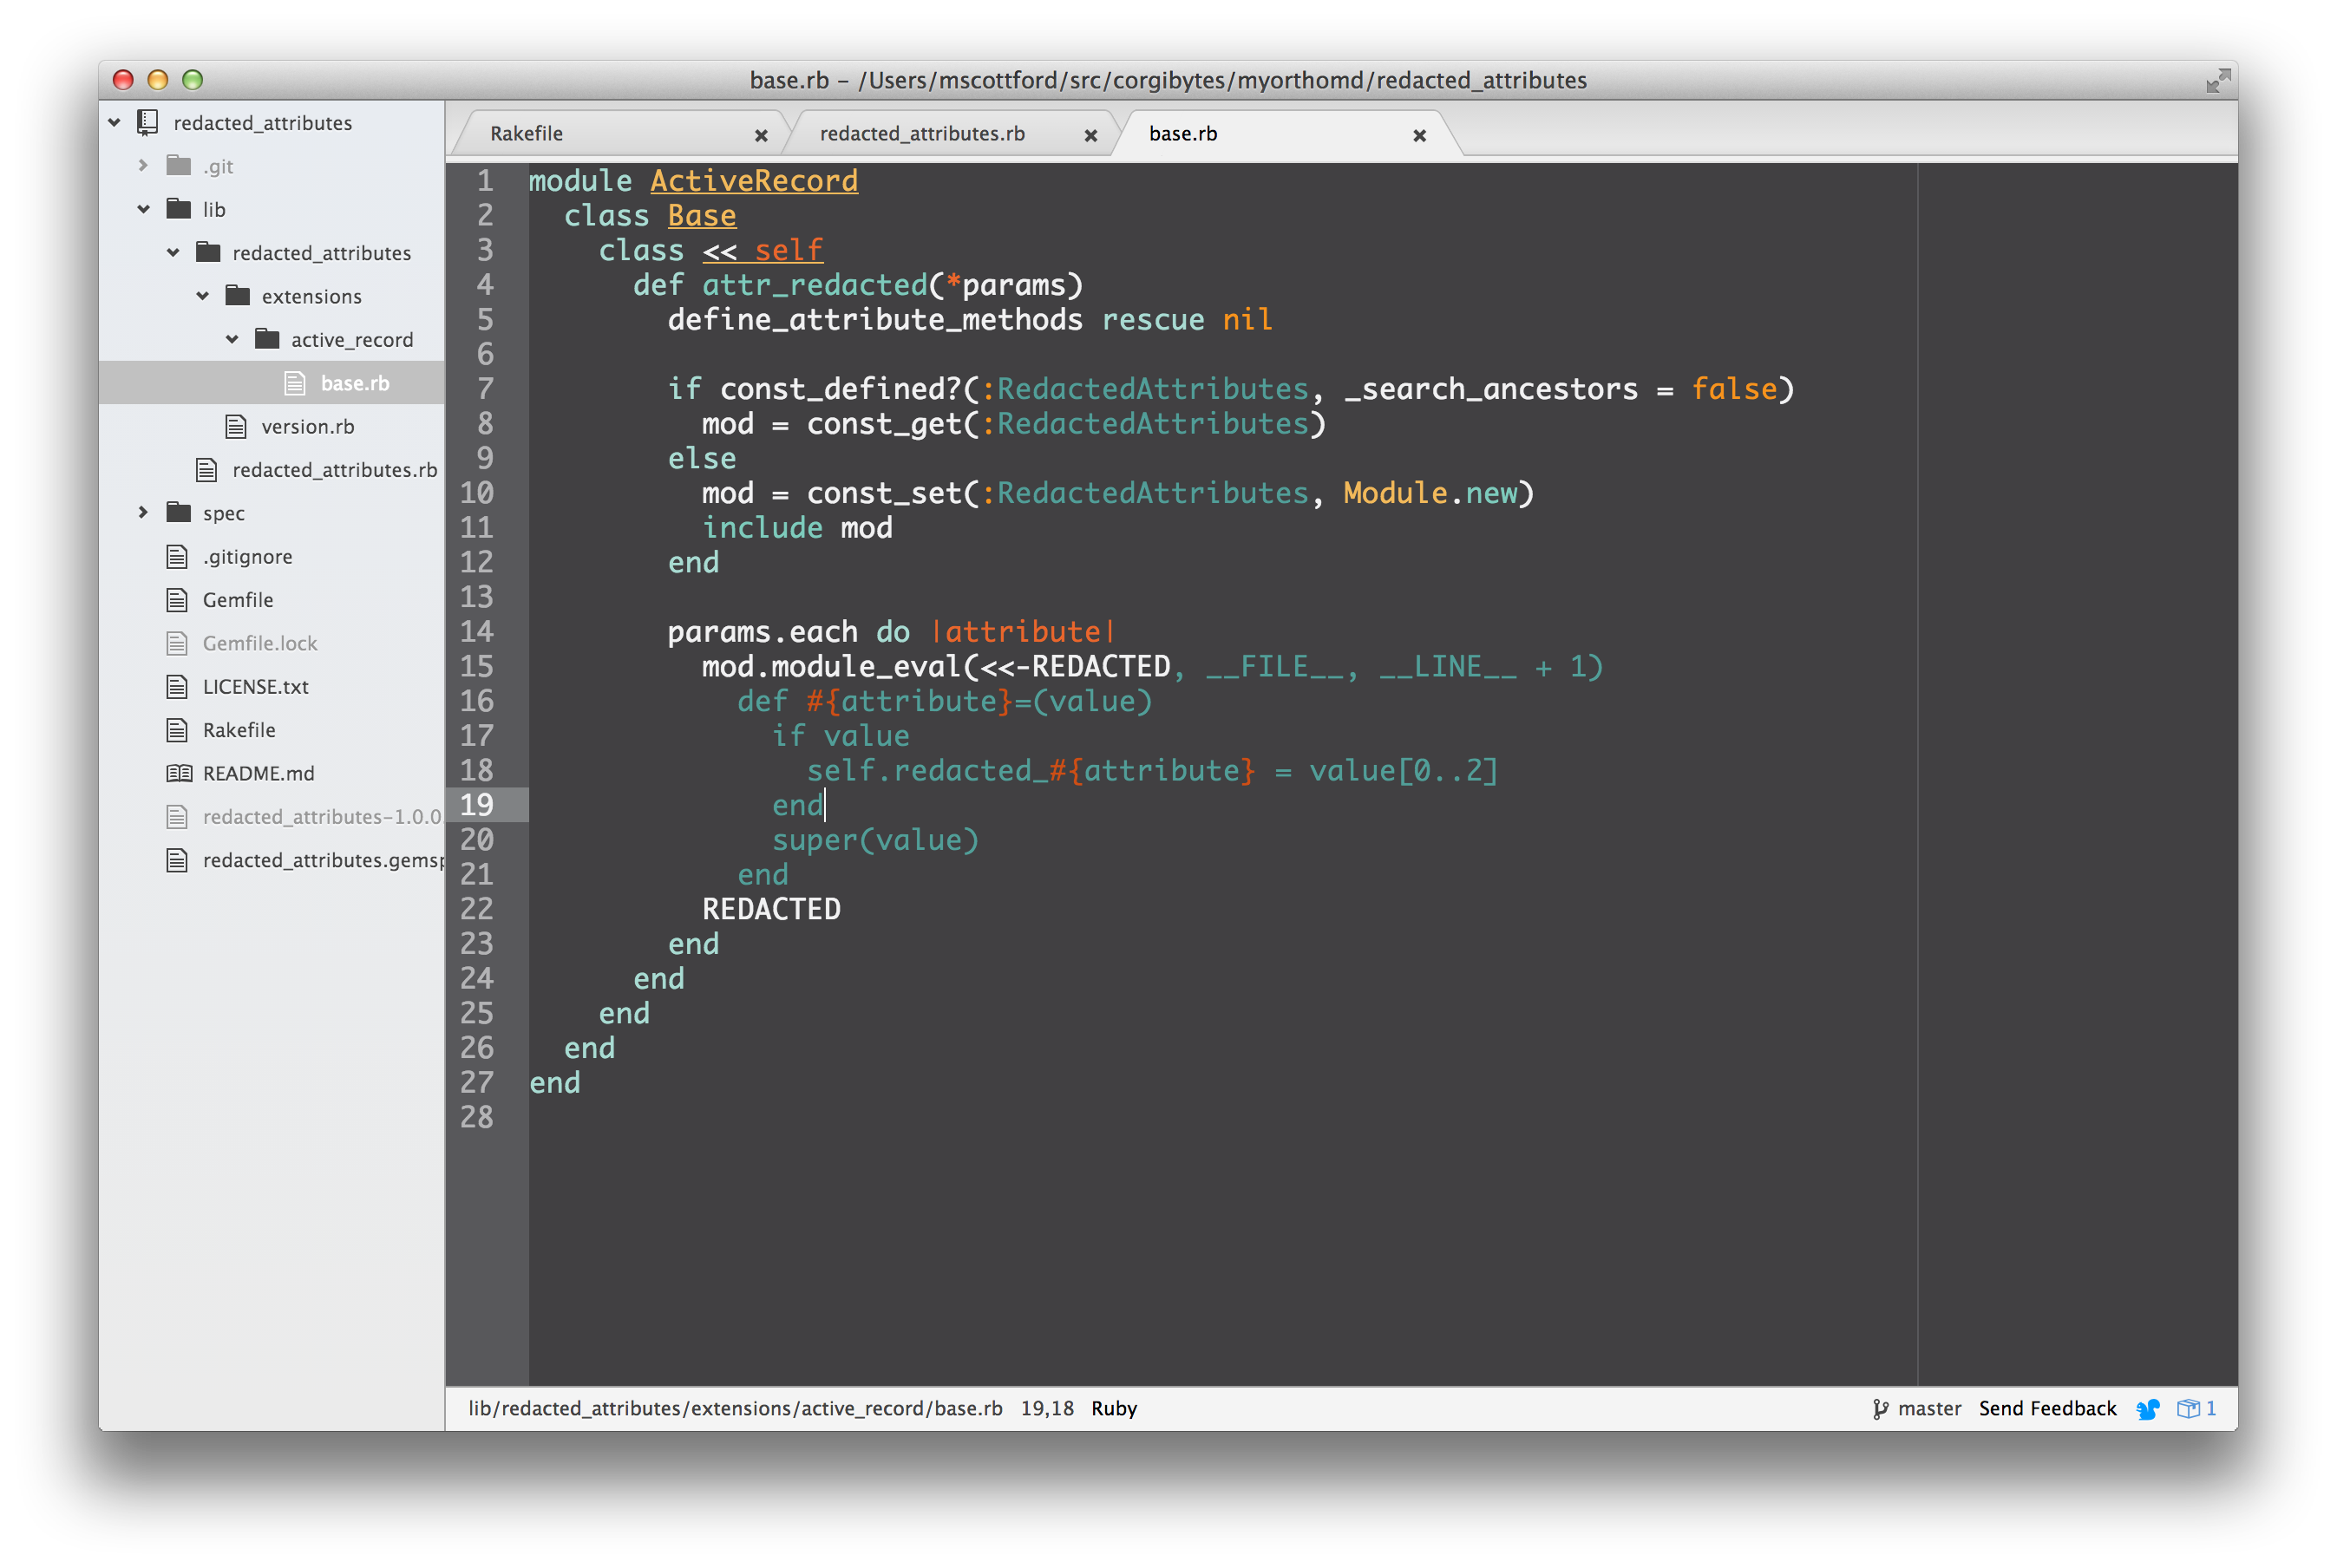 base.rb – /Users/mscottford/src/corgibytes/myorthomd/redacted_attributes
redacted_attributes
.git
lib
redacted_attributes
extensions
active_record
base.rb
version.rb
redacted_attributes.rb
spec
.gitignore
Gemfile
Gemfile.lock
LICENSE.txt
Rakefile
README.md
redacted_attributes-1.0.0
redacted_attributes.gemsp
Rakefile
redacted_attributes.rb
base.rb
1 module ActiveRecord
2   class Base
3     class << self
4       def attr_redacted(*params)
5         define_attribute_methods rescue nil
6
7         if const_defined?(:RedactedAttributes, _search_ancestors = false)
8           mod = const_get(:RedactedAttributes)
9         else
10           mod = const_set(:RedactedAttributes, Module.new)
11           include mod
12         end
13
14         params.each do |attribute|
15           mod.module_eval(<<-REDACTED, __FILE__, __LINE__ + 1)
16             def #{attribute}=(value)
17               if value
18                 self.redacted_#{attribute} = value[0..2]
19               end
20               super(value)
21             end
22           REDACTED
23         end
24       end
25     end
26   end
27 end
28
lib/redacted_attributes/extensions/active_record/base.rb 19,18 Ruby
master Send Feedback 1